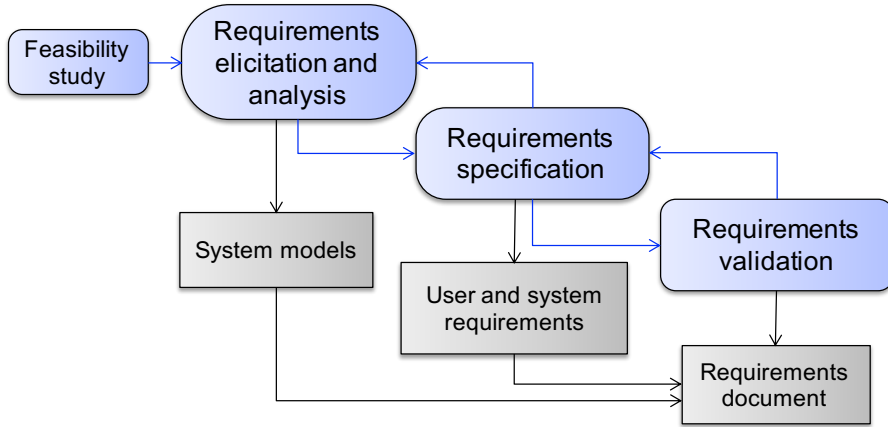 Feasibility
study
Requirements
elicitation and
analysis
Requirements
specification
Requirements
validation
System models
User and system
requirements
Requirements
document